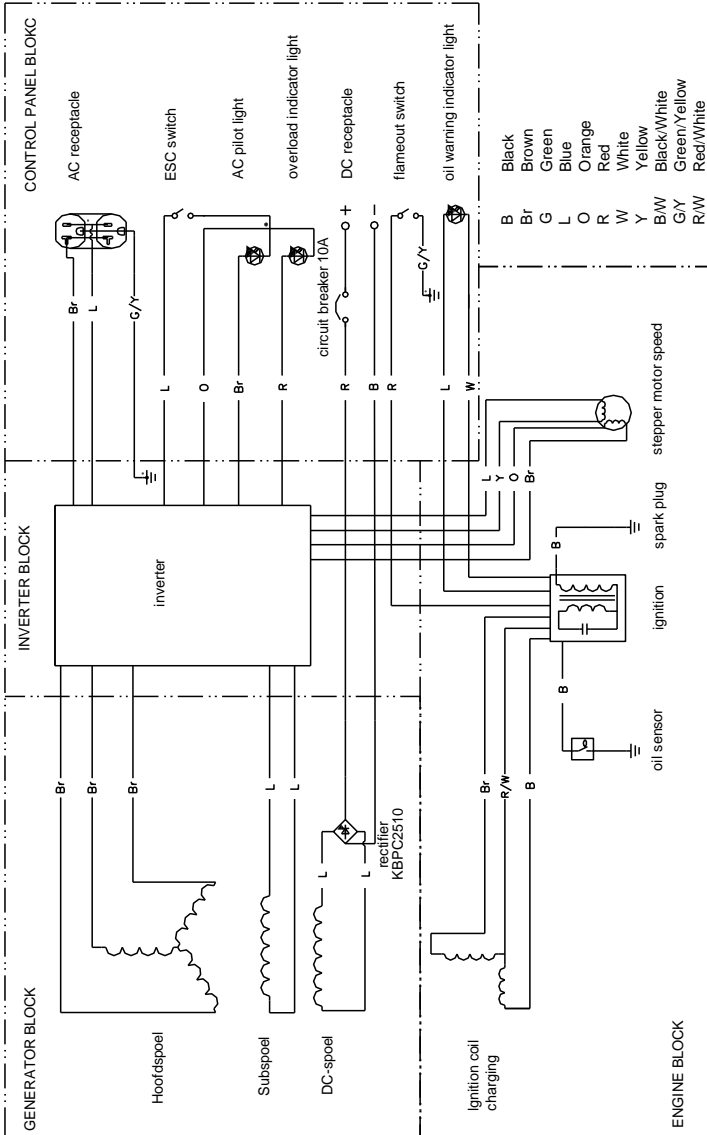 GENERATOR BLOCK
INVERTER BLOCK
CONTROL PANEL BLOKC
AC receptacle
ESC switch
AC pilot light
overload indicator light
DC receptacle
flameout switch
oil warning indicator light
Br
L
G/Y
L
O
Br
R
circuit breaker 10A
+
−
R
B
R
G/Y
L
W
inverter
Br
Br
Br
L
L
Hoofdspoel
Subspoel
DC-spoel
L
L
rectifier
KBPC2510
L
Y
O
Br
B
B
Br
R/W
B
Ignition coil
charging
oil sensor
ignition
spark plug
stepper motor speed
ENGINE BLOCK
B Black
Br Brown
G Green
L Blue
O Orange
R Red
W White
Y Yellow
B/W Black/White
G/Y Green/Yellow
R/W Red/White